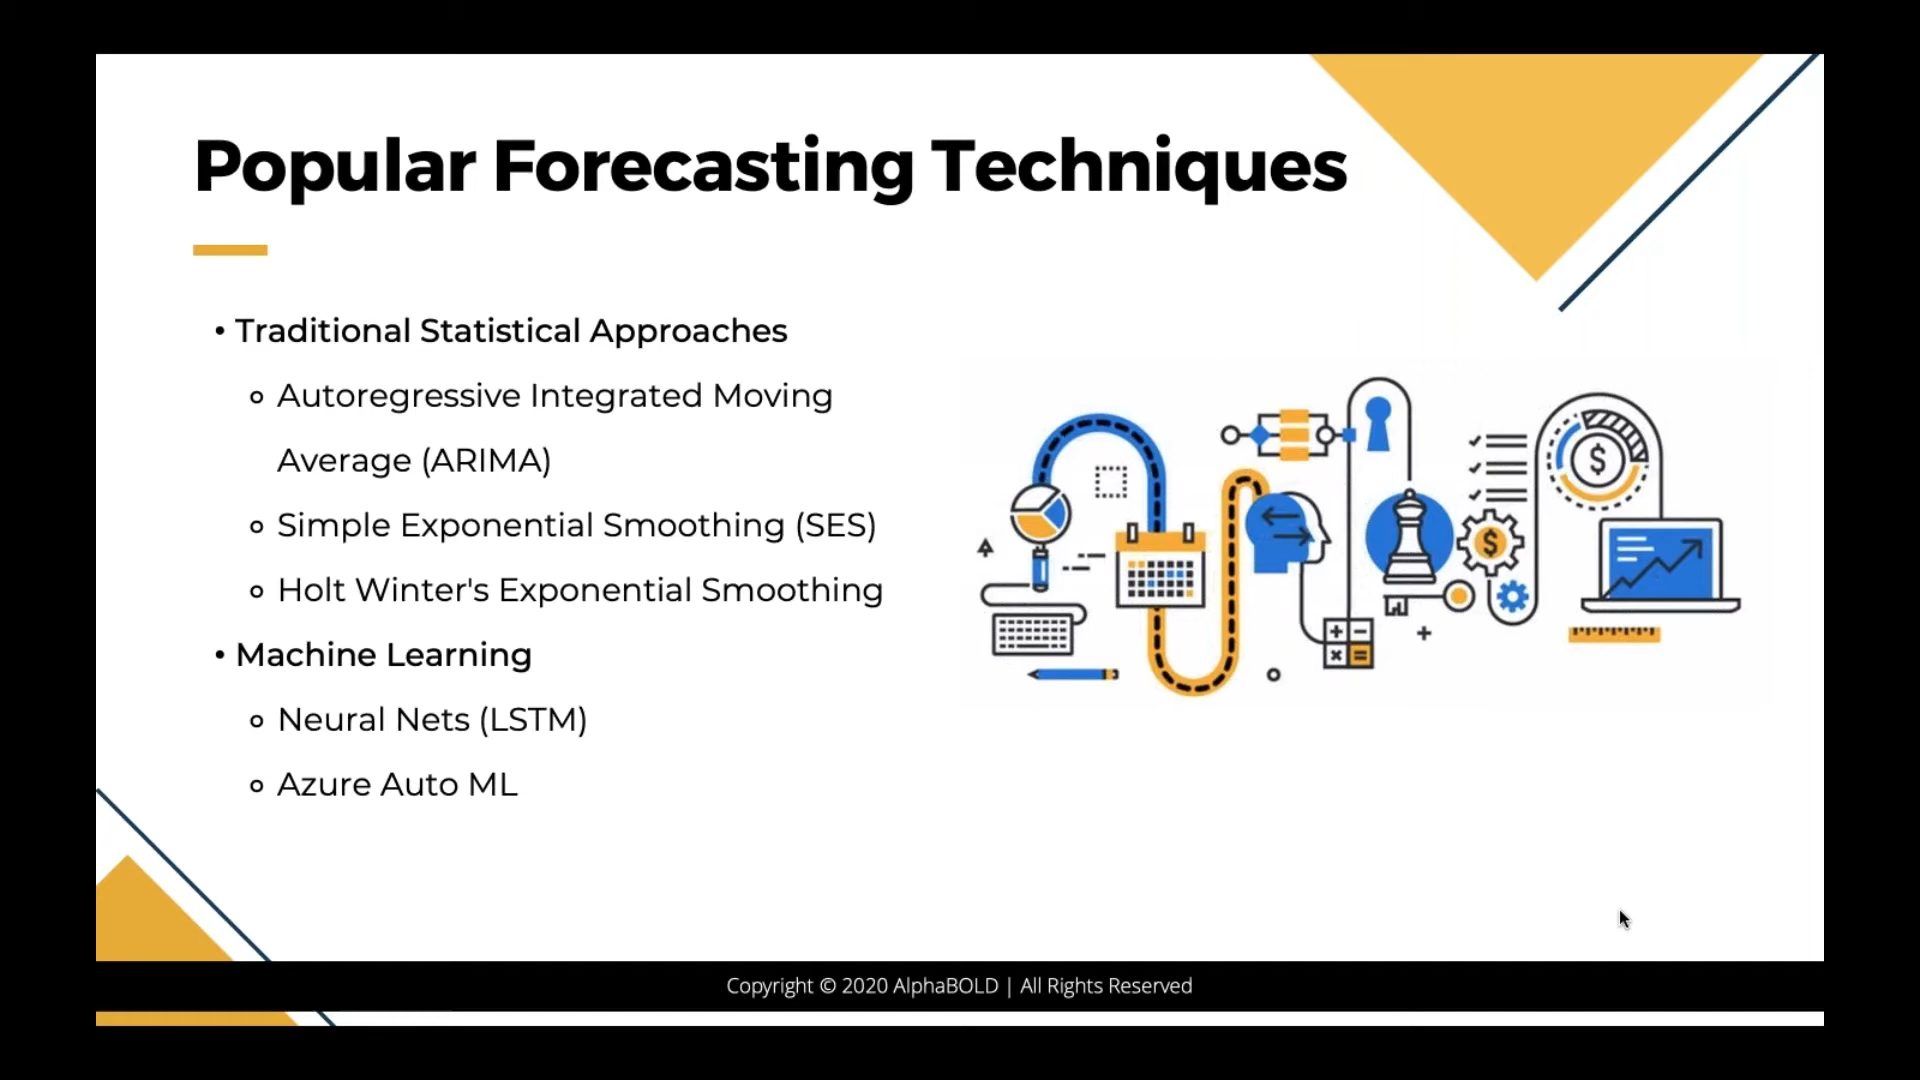 Popular Forecasting Techniques
• Traditional Statistical Approaches
Autoregressive Integrated Moving
Average (ARIMA)
Simple Exponential Smoothing (SES)
Holt Winter's Exponential Smoothing
• Machine Learning
Neural Nets (LSTM)
Azure Auto ML
$
$
+ −
× =
Copyright © 2020 AlphaBOLD | All Rights Reserved